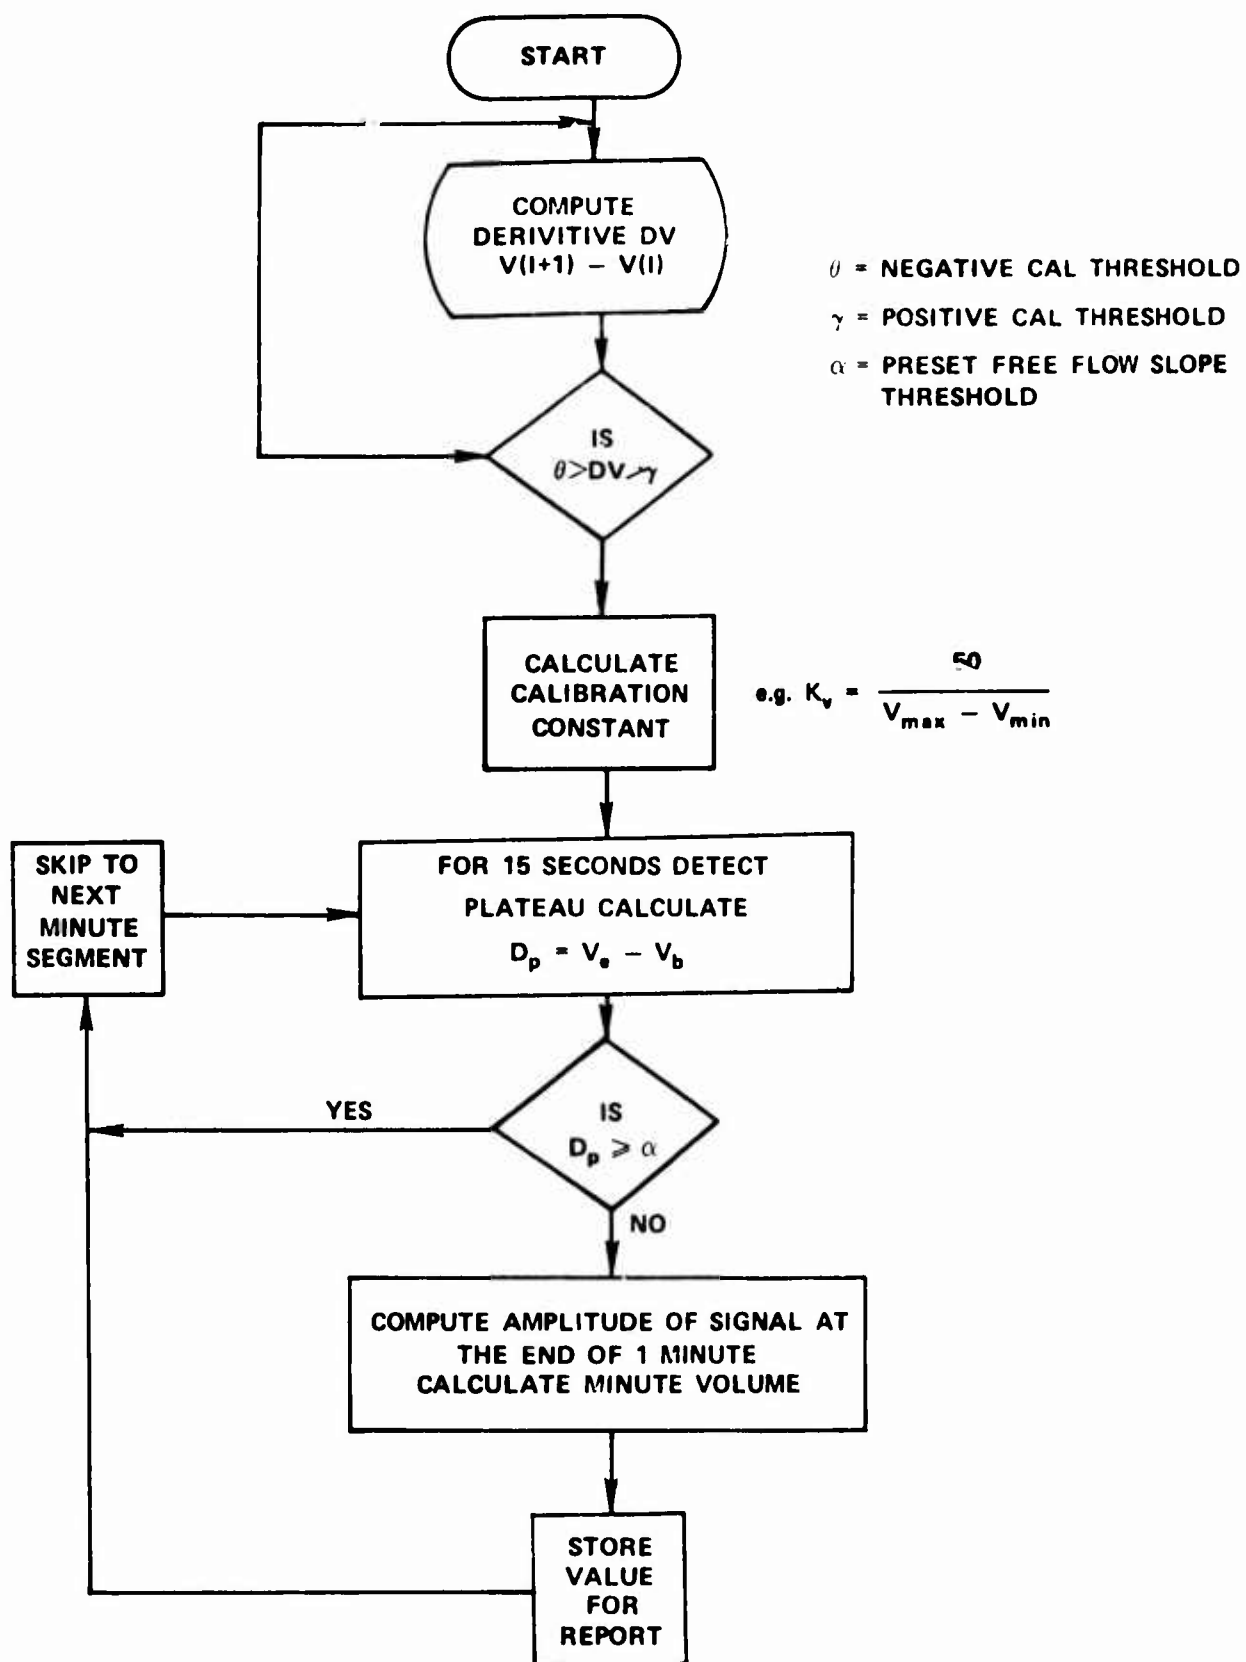 START
COMPUTE
DERIVITIVE DV
V(I+1) – V(I)
θ = NEGATIVE CAL THRESHOLD
γ = POSITIVE CAL THRESHOLD
α = PRESET FREE FLOW SLOPE
THRESHOLD
IS
θ>DV>γ
CALCULATE
CALIBRATION
CONSTANT
e.g. Kv = 50
Vmax – Vmin
SKIP TO
NEXT
MINUTE
SEGMENT
FOR 15 SECONDS DETECT
PLATEAU CALCULATE
Dp = Ve – Vb
YES
IS
Dp ⩾ α
NO
COMPUTE AMPLITUDE OF SIGNAL AT
THE END OF 1 MINUTE
CALCULATE MINUTE VOLUME
STORE
VALUE
FOR
REPORT